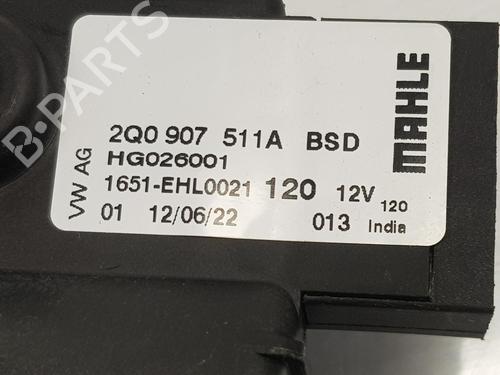 B-PARTS
2Q0 907 511A BSD
HG026001
1651-EHL0021 120 12V 120
01 12/06/22 013 India
VW AG
MAHLE